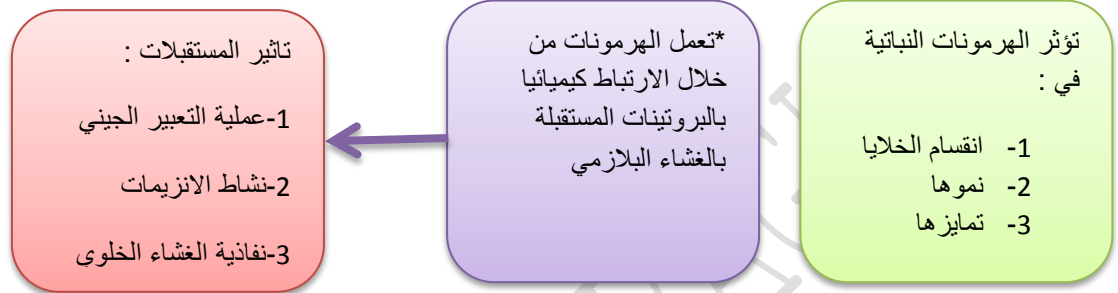 تؤثر الهرمونات النباتية
في :
1- انقسام الخلايا
2- نموها
3- تمايزها
*تعمل الهرمونات من
خلال الارتباط كيميائيا
بالبروتينات المستقبلة
بالغشاء البلازمي
تاثير المستقبلات :
1-عملية التعبير الجيني
2-نشاط الانزيمات
3-نفاذية الغشاء الخلوي